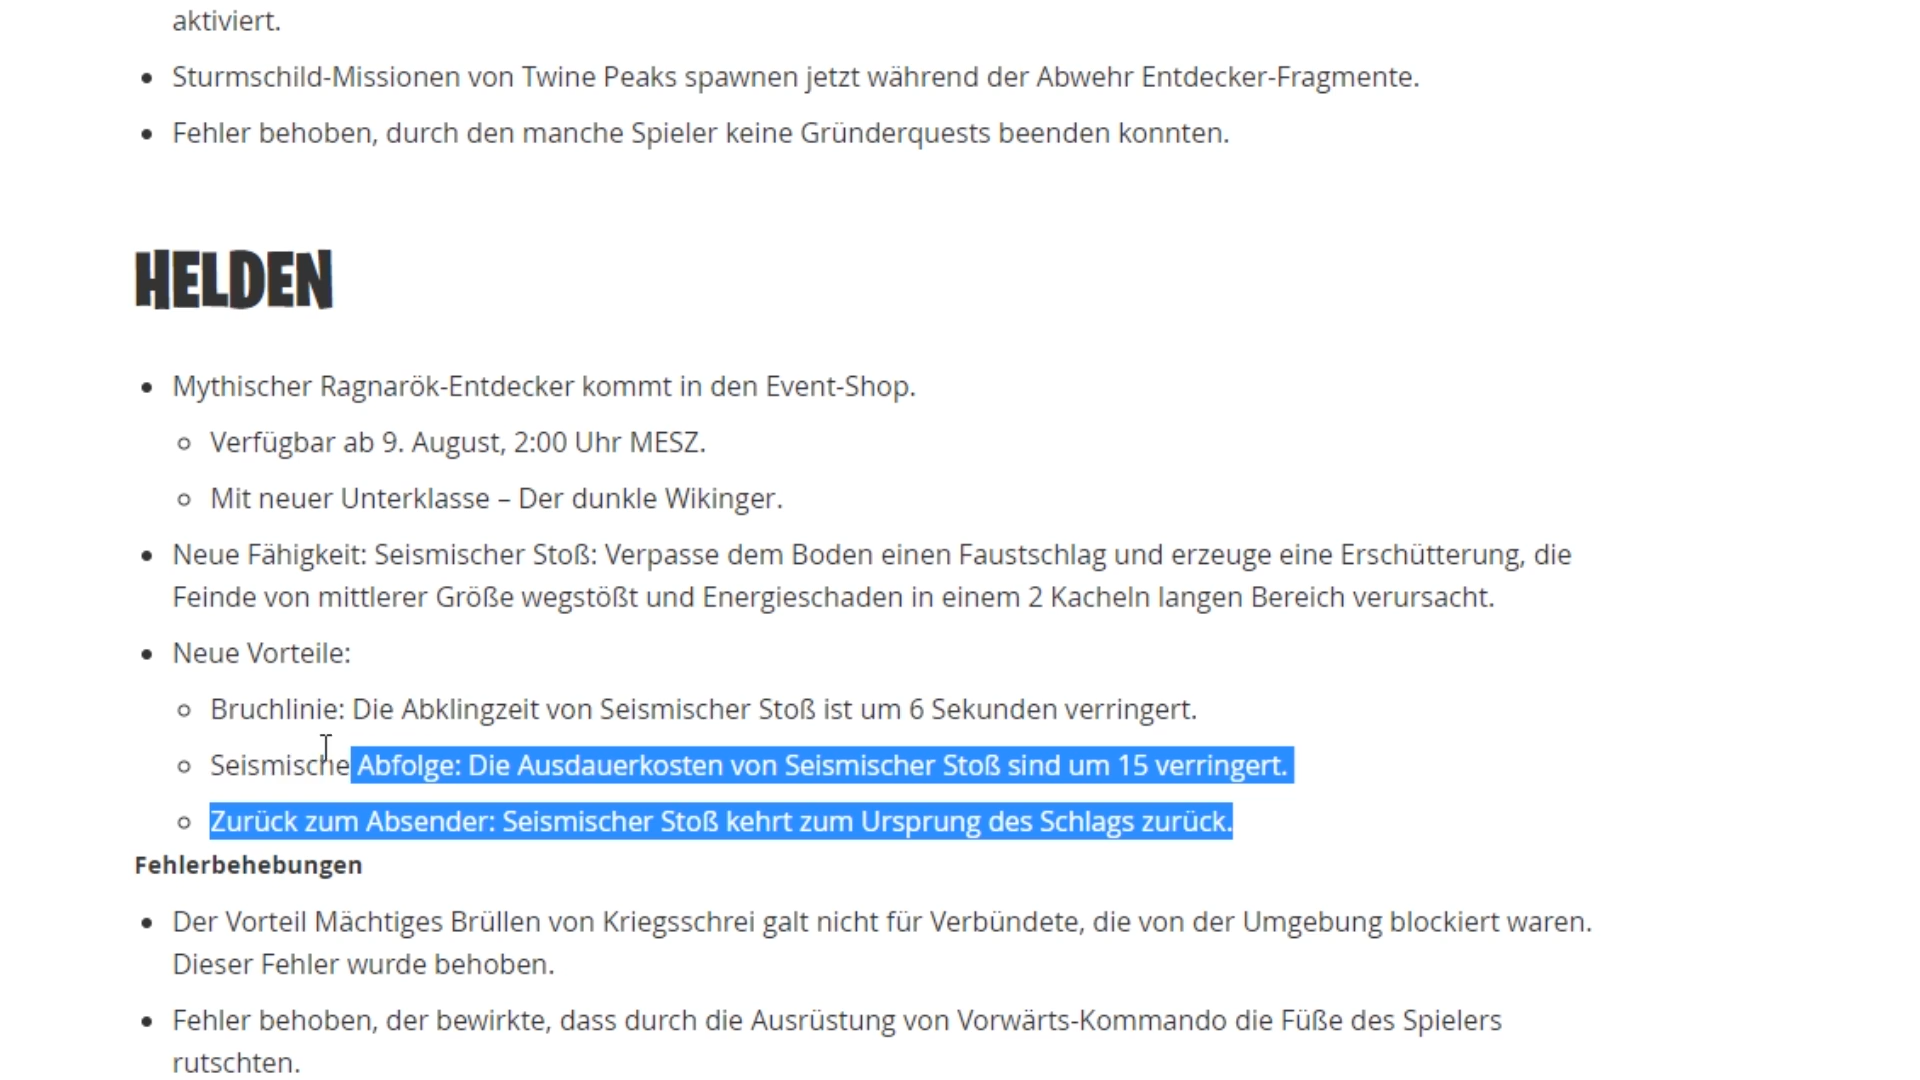 aktiviert.
Sturmschild-Missionen von Twine Peaks spawnen jetzt während der Abwehr Entdecker-Fragmente.
Fehler behoben, durch den manche Spieler keine Gründerquests beenden konnten.
HELDEN
Mythischer Ragnarök-Entdecker kommt in den Event-Shop.
Verfügbar ab 9. August, 2:00 Uhr MESZ.
Mit neuer Unterklasse – Der dunkle Wikinger.
Neue Fähigkeit: Seismischer Stoß: Verpasse dem Boden einen Faustschlag und erzeuge eine Erschütterung, die
Feinde von mittlerer Größe wegstößt und Energieschaden in einem 2 Kacheln langen Bereich verursacht.
Neue Vorteile:
Bruchlinie: Die Abklingzeit von Seismischer Stoß ist um 6 Sekunden verringert.
Seismische Abfolge: Die Ausdauerkosten von Seismischer Stoß sind um 15 verringert.
Zurück zum Absender: Seismischer Stoß kehrt zum Ursprung des Schlags zurück.
Fehlerbehebungen
Der Vorteil Mächtiges Brüllen von Kriegsschrei galt nicht für Verbündete, die von der Umgebung blockiert waren.
Dieser Fehler wurde behoben.
Fehler behoben, der bewirkte, dass durch die Ausrüstung von Vorwärts-Kommando die Füße des Spielers
rutschten.